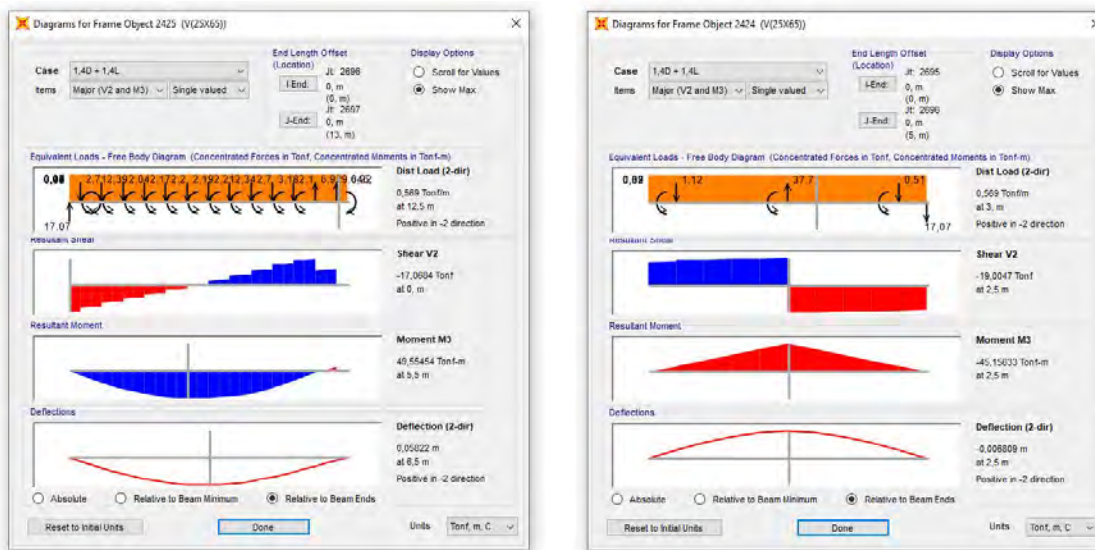 Diagrams for Frame Object 2425 (V(25X65))
End Length Offset
(Location)
Display Options
Case
1,4D + 1,4L
Jt: 2696
Scroll for Values
I-End:
0, m
(0, m)
Items
Major (V2 and M3)
Single valued
Show Max
Jt: 2697
J-End:
0, m
(13, m)
Equivalent Loads - Free Body Diagram (Concentrated Forces in Tonf, Concentrated Moments in Tonf-m)
17,07
Dist Load (2-dir)
0,569 Tonf/m
at 12,5 m
Positive in -2 direction
Resultant Shear
Shear V2
-17,0684 Tonf
at 0, m
Resultant Moment
Moment M3
49,55454 Tonf-m
at 5,5 m
Deflections
Deflection (2-dir)
0,05822 m
at 6,5 m
Positive in -2 direction
Absolute
Relative to Beam Minimum
Relative to Beam Ends
Reset to Initial Units
Done
Units
Tonf, m, C
Diagrams for Frame Object 2424 (V(25X65))
End Length Offset
(Location)
Display Options
Case
1,4D + 1,4L
Jt: 2695
Scroll for Values
I-End:
0, m
(0, m)
Items
Major (V2 and M3)
Single valued
Show Max
Jt: 2696
J-End:
0, m
(5, m)
Equivalent Loads - Free Body Diagram (Concentrated Forces in Tonf, Concentrated Moments in Tonf-m)
1,12
37,7
0,51
17,07
Dist Load (2-dir)
0,569 Tonf/m
at 3, m
Positive in -2 direction
Resultant Shear
Shear V2
-19,0047 Tonf
at 2,5 m
Resultant Moment
Moment M3
-45,15633 Tonf-m
at 2,5 m
Deflections
Deflection (2-dir)
-0,006809 m
at 2,5 m
Positive in -2 direction
Absolute
Relative to Beam Minimum
Relative to Beam Ends
Reset to Initial Units
Done
Units
Tonf, m, C